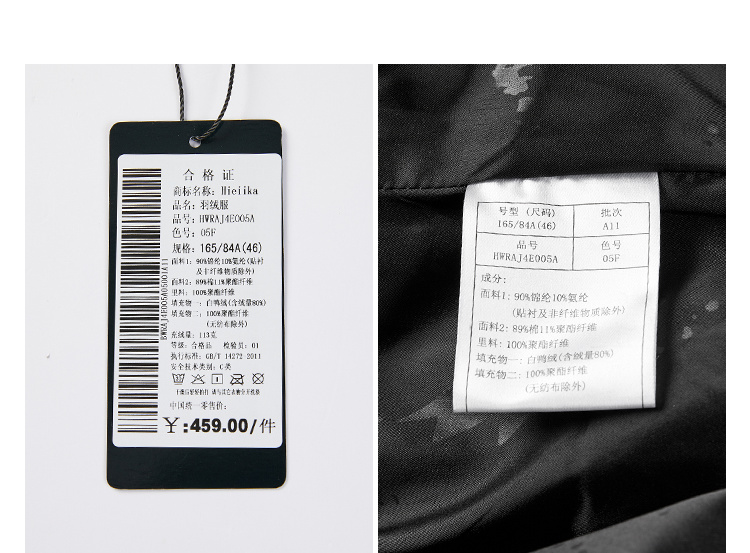 合格证
商标名称: Hieiika
品名: 羽绒服
品号: HWRAJ4E005A
色号: 05F
规格: 165/84A(46)
面料1: 90%锦纶10%氨纶(贴衬
及非纤维物质除外)
面料2: 89%棉11%聚酯纤维
里料: 100%聚酯纤维
填充物一: 白鸭绒(含绒量80%)
填充物二: 100%聚酯纤维
(无纺布除外)
充绒量: 113克
等级: 合格品 检验员: 01
执行标准: GB/T 14272-2011
安全技术类别: C类
中国统一零售价:
¥:459.00/件
BWRAJ4E005A05001A11
号型 (尺码) 批次
165/84A(46) A11
品号 色号
HWRAJ4E005A 05F
成分:
面料1: 90%锦纶10%氨纶
(贴衬及非纤维物质除外)
面料2: 89%棉11%聚酯纤维
里料: 100%聚酯纤维
填充物一: 白鸭绒(含绒量80%)
填充物二: 100%聚酯纤维
(无纺布除外)